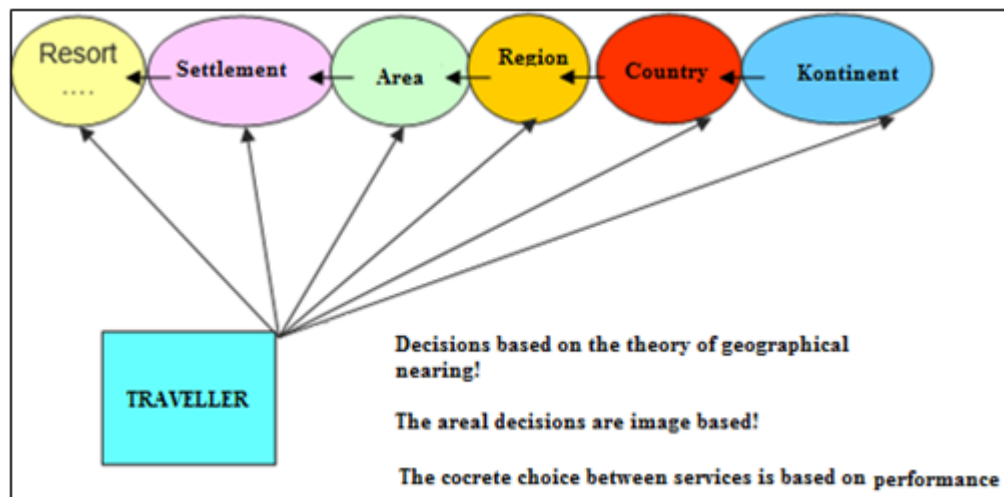 Resort
....
Settlement
Area
Region
Country
Kontinent
TRAVELLER
Decisions based on the theory of geographical
nearing!
The areal decisions are image based!
The cocrete choice between services is based on performance